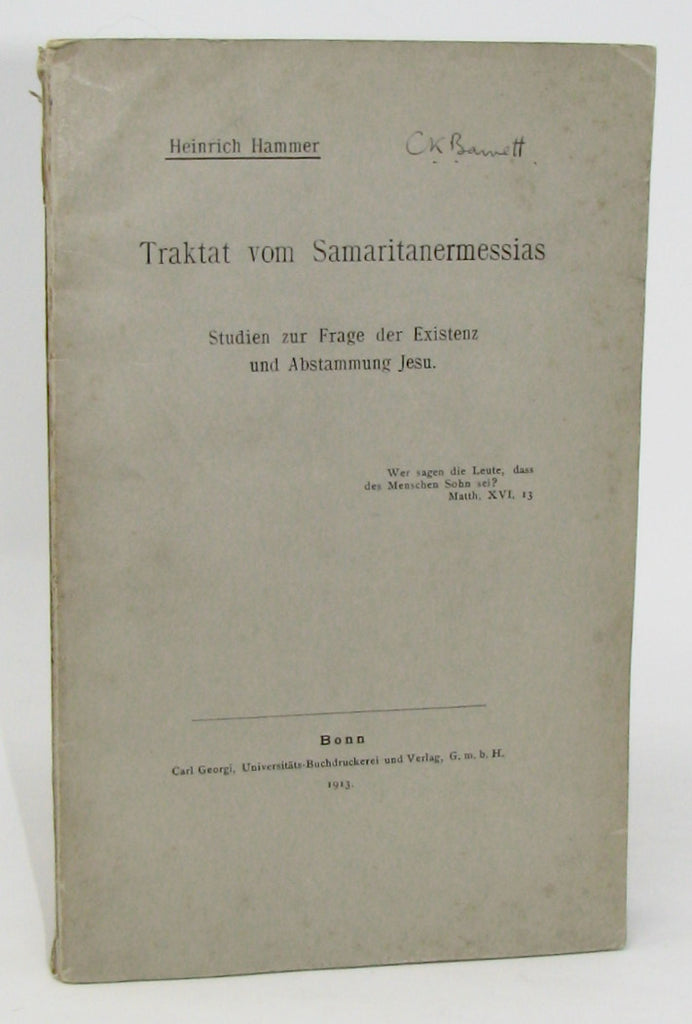 Heinrich Hammer
CKBarrett
Traktat vom Samaritanermessias
Studien zur Frage der Existenz
und Abstammung Jesu.
Wer sagen die Leute, dass
des Menschen Sohn sei?
Matth. XVI, 13
Bonn
Carl Georgi, Universitäts-Buchdruckerei und Verlag, G. m. b. H.
1913.